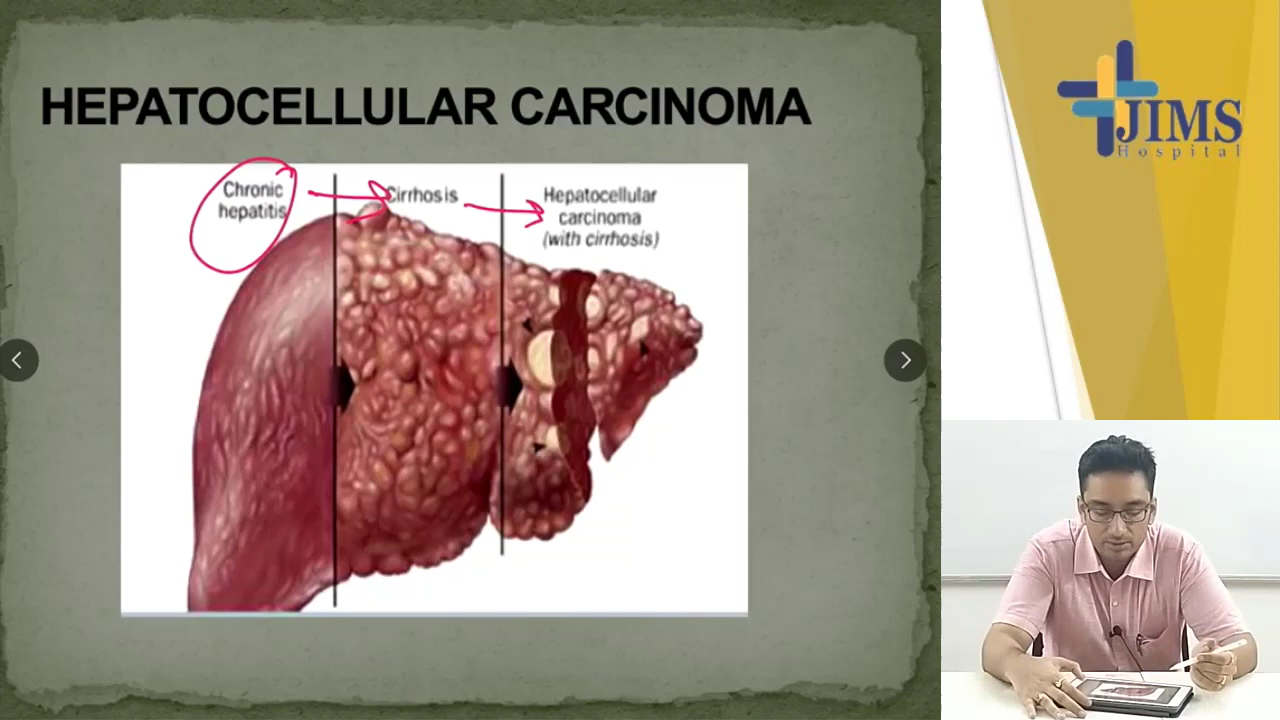 HEPATOCELLULAR CARCINOMA
Chronic
hepatitis
Cirrhosis
Hepatocellular
carcinoma
(with cirrhosis)
JIMS
Hospital